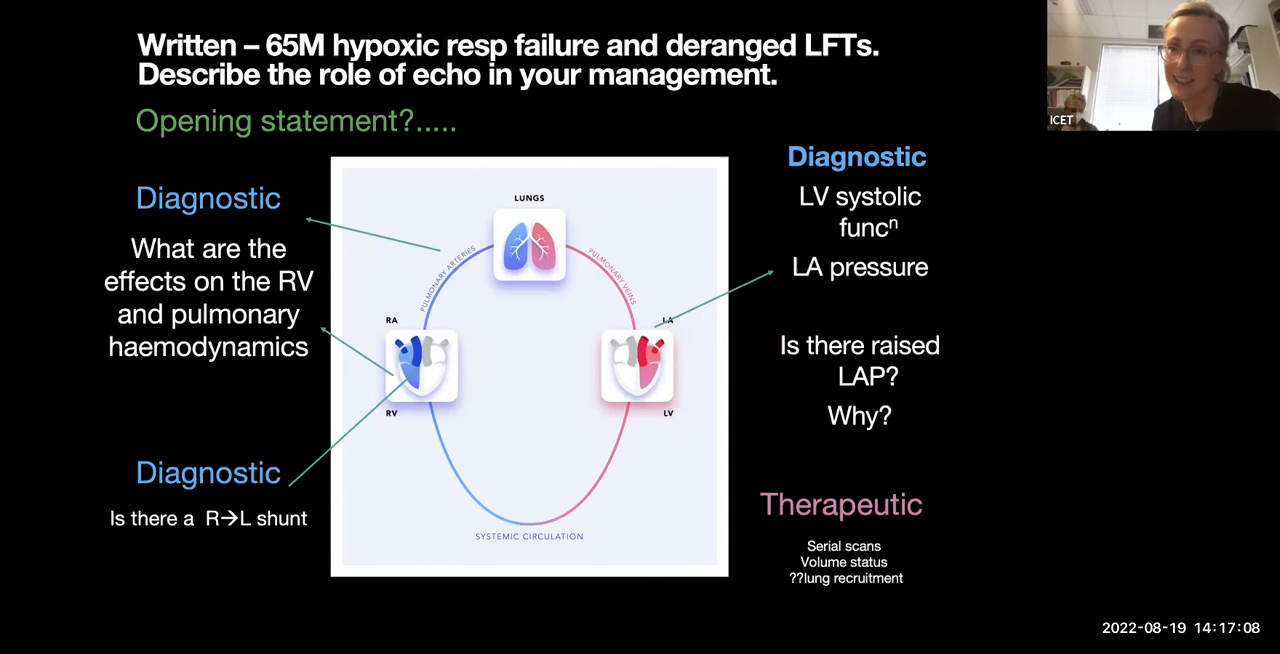 Written – 65M hypoxic resp failure and deranged LFTs.
Describe the role of echo in your management.
Opening statement?.....
Diagnostic
What are the
effects on the RV
and pulmonary
haemodynamics
Diagnostic
Is there a R→L shunt
LUNGS
PULMONARY ARTERIES
PULMONARY VEINS
RA
LA
RV
LV
SYSTEMIC CIRCULATION
Diagnostic
LV systolic
funcⁿ
LA pressure
Is there raised
LAP?
Why?
Therapeutic
Serial scans
Volume status
??lung recruitment
ICET
2022-08-19 14:17:08